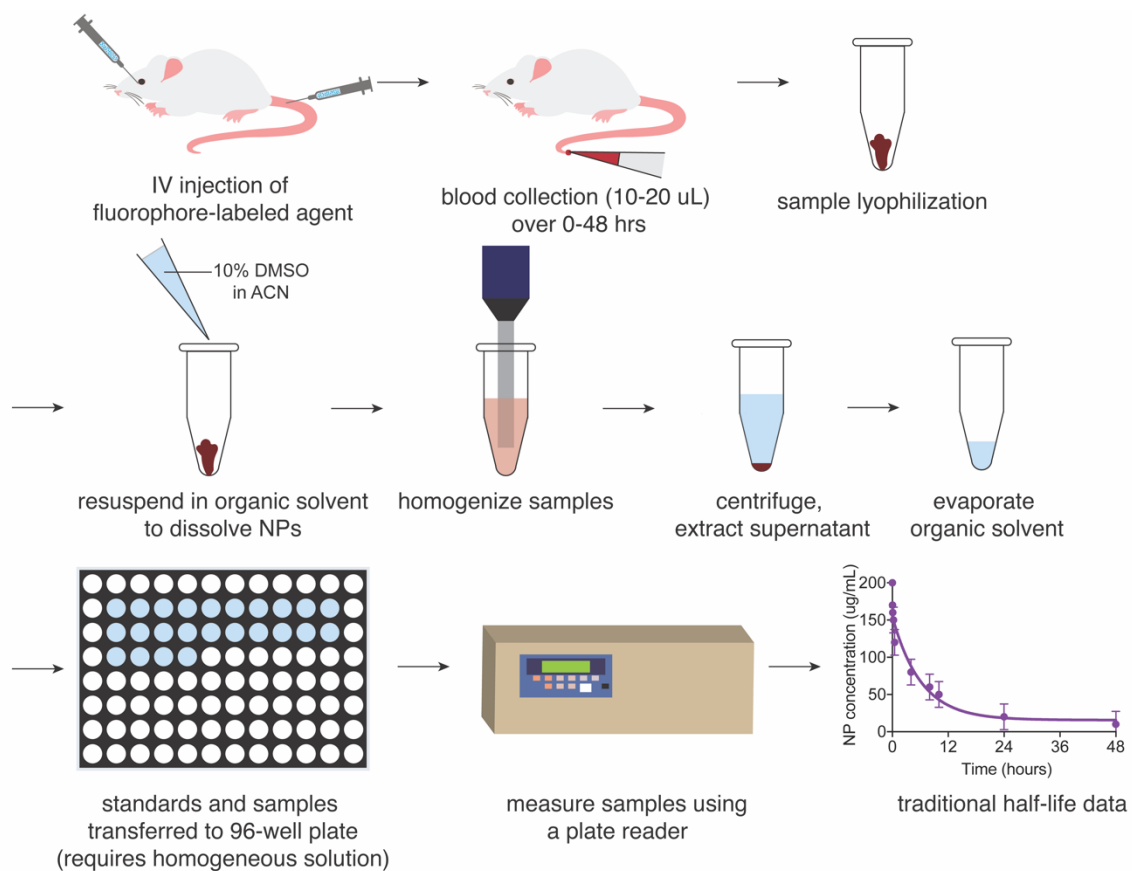 IV injection of
fluorophore-labeled agent
blood collection (10-20 uL)
over 0-48 hrs
sample lyophilization
10% DMSO
in ACN
resuspend in organic solvent
to dissolve NPs
homogenize samples
centrifuge,
extract supernatant
evaporate
organic solvent
standards and samples
transferred to 96-well plate
(requires homogeneous solution)
measure samples using
a plate reader
NP concentration (ug/mL)
200
150
100
50
0
0 12 24 36 48
Time (hours)
traditional half-life data